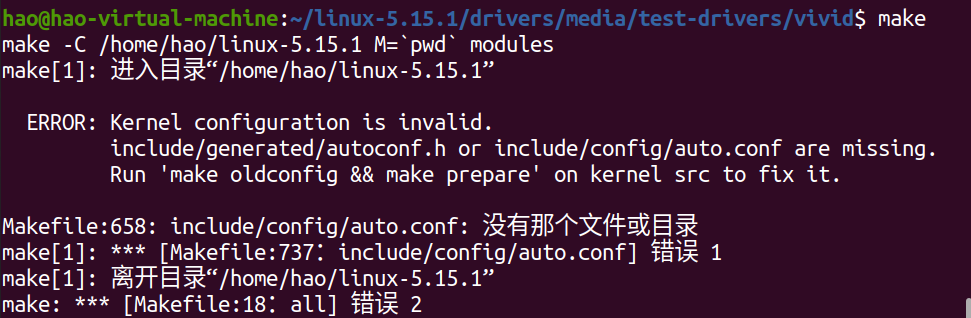 hao@hao-virtual-machine:~/linux-5.15.1/drivers/media/test-drivers/vivid$ make
make -C /home/hao/linux-5.15.1 M=`pwd` modules
make[1]: 进入目录“/home/hao/linux-5.15.1”
ERROR: Kernel configuration is invalid.
include/generated/autoconf.h or include/config/auto.conf are missing.
Run 'make oldconfig && make prepare' on kernel src to fix it.
Makefile:658: include/config/auto.conf: 没有那个文件或目录
make[1]: *** [Makefile:737：include/config/auto.conf] 错误 1
make[1]: 离开目录“/home/hao/linux-5.15.1”
make: *** [Makefile:18：all] 错误 2